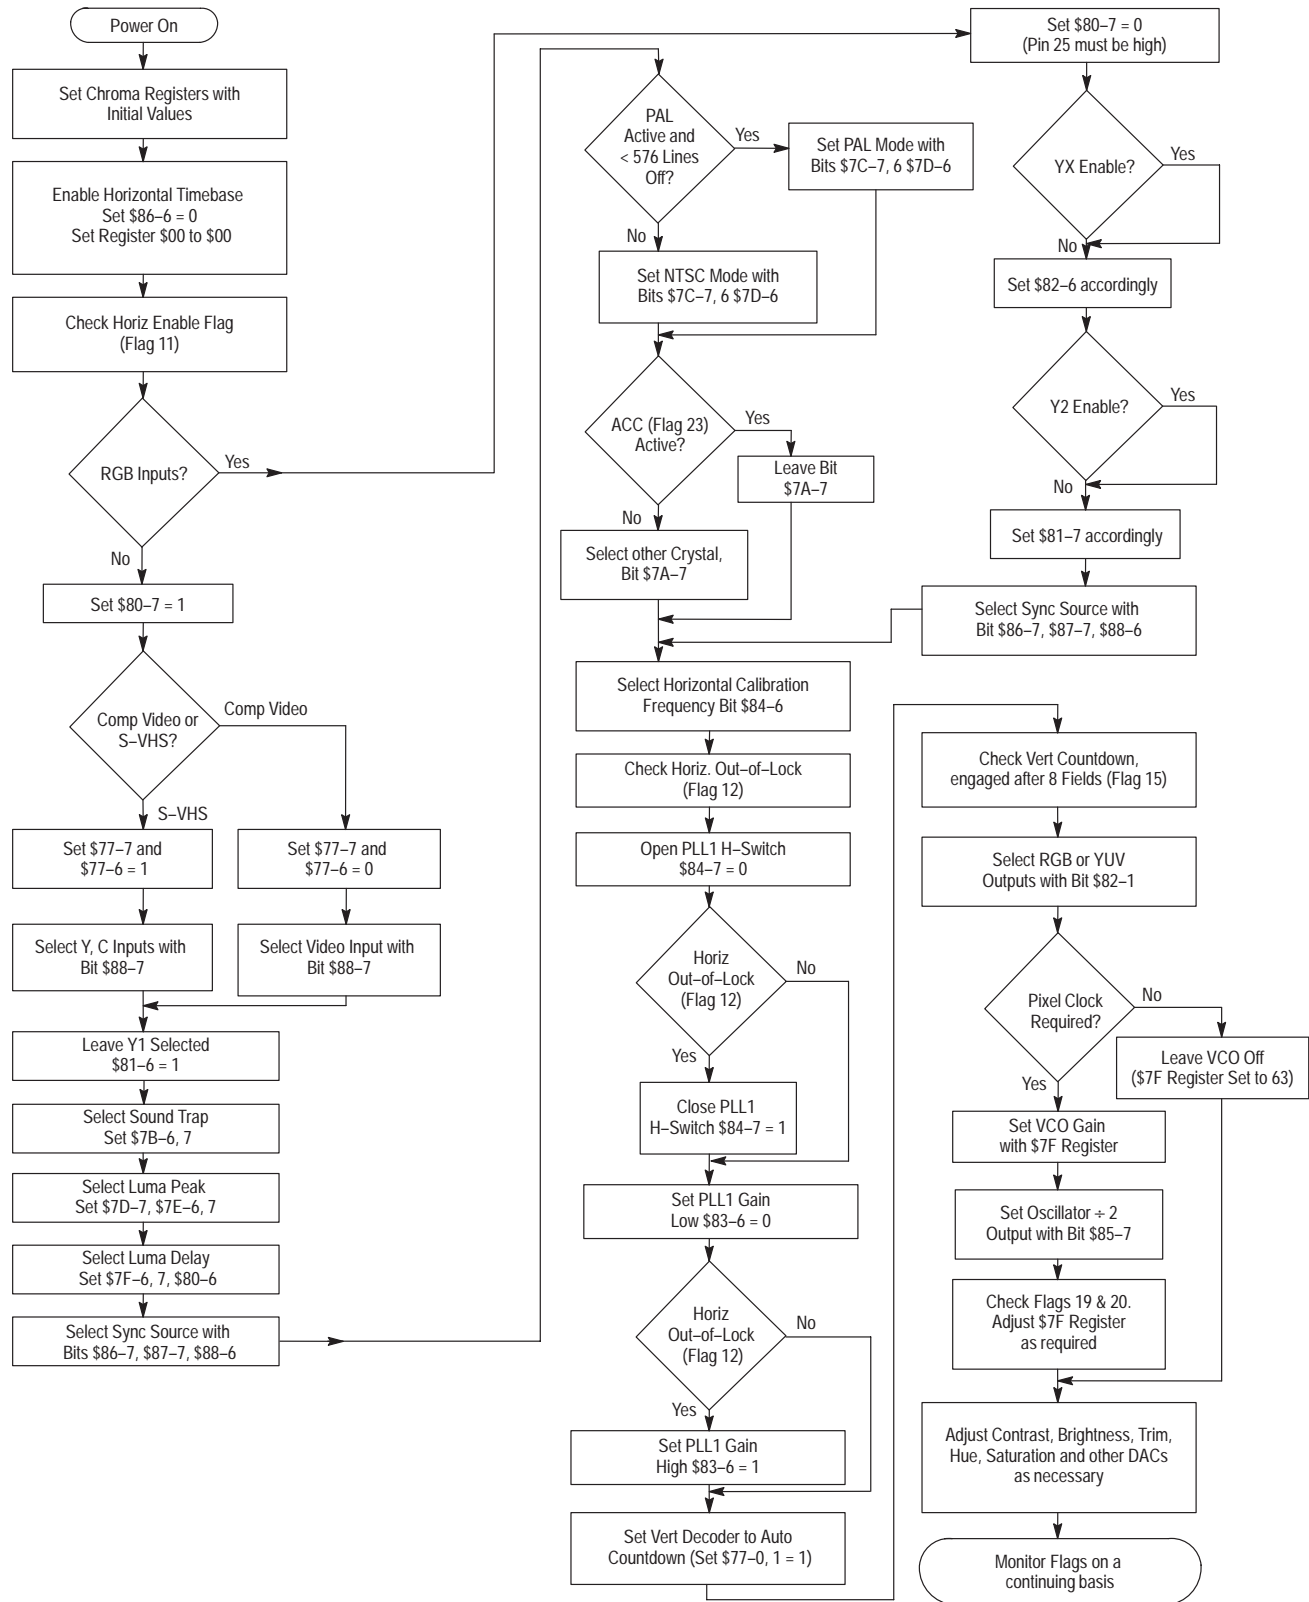 Power On
Set Chroma Registers with
Initial Values
Enable Horizontal Timebase
Set $86–6 = 0
Set Register $00 to $00
Check Horiz Enable Flag
(Flag 11)
RGB Inputs?
Yes
No
Set $80–7 = 1
Comp Video or
S–VHS?
Comp Video
S–VHS
Set $77–7 and
$77–6 = 1
Set $77–7 and
$77–6 = 0
Select Y, C Inputs with
Bit $88–7
Select Video Input with
Bit $88–7
Leave Y1 Selected
$81–6 = 1
Select Sound Trap
Set $7B–6, 7
Select Luma Peak
Set $7D–7, $7E–6, 7
Select Luma Delay
Set $7F–6, 7, $80–6
Select Sync Source with
Bits $86–7, $87–7, $88–6
PAL
Active and
< 576 Lines
Off?
Yes
Set PAL Mode with
Bits $7C–7, 6 $7D–6
No
Set NTSC Mode with
Bits $7C–7, 6 $7D–6
ACC (Flag 23)
Active?
Yes
Leave Bit
$7A–7
No
Select other Crystal,
Bit $7A–7
Select Horizontal Calibration
Frequency Bit $84–6
Check Horiz. Out–of–Lock
(Flag 12)
Open PLL1 H–Switch
$84–7 = 0
Horiz
Out–of–Lock
(Flag 12)
No
Yes
Close PLL1
H–Switch $84–7 = 1
Set PLL1 Gain
Low $83–6 = 0
Horiz
Out–of–Lock
(Flag 12)
No
Yes
Set PLL1 Gain
High $83–6 = 1
Set Vert Decoder to Auto
Countdown (Set $77–0, 1 = 1)
Set $80–7 = 0
(Pin 25 must be high)
YX Enable?
Yes
No
Set $82–6 accordingly
Y2 Enable?
Yes
No
Set $81–7 accordingly
Select Sync Source with
Bit $86–7, $87–7, $88–6
Check Vert Countdown,
engaged after 8 Fields (Flag 15)
Select RGB or YUV
Outputs with Bit $82–1
Pixel Clock
Required?
No
Leave VCO Off
($7F Register Set to 63)
Yes
Set VCO Gain
with $7F Register
Set Oscillator ÷ 2
Output with Bit $85–7
Check Flags 19 & 20.
Adjust $7F Register
as required
Adjust Contrast, Brightness, Trim,
Hue, Saturation and other DACs
as necessary
Monitor Flags on a
continuing basis